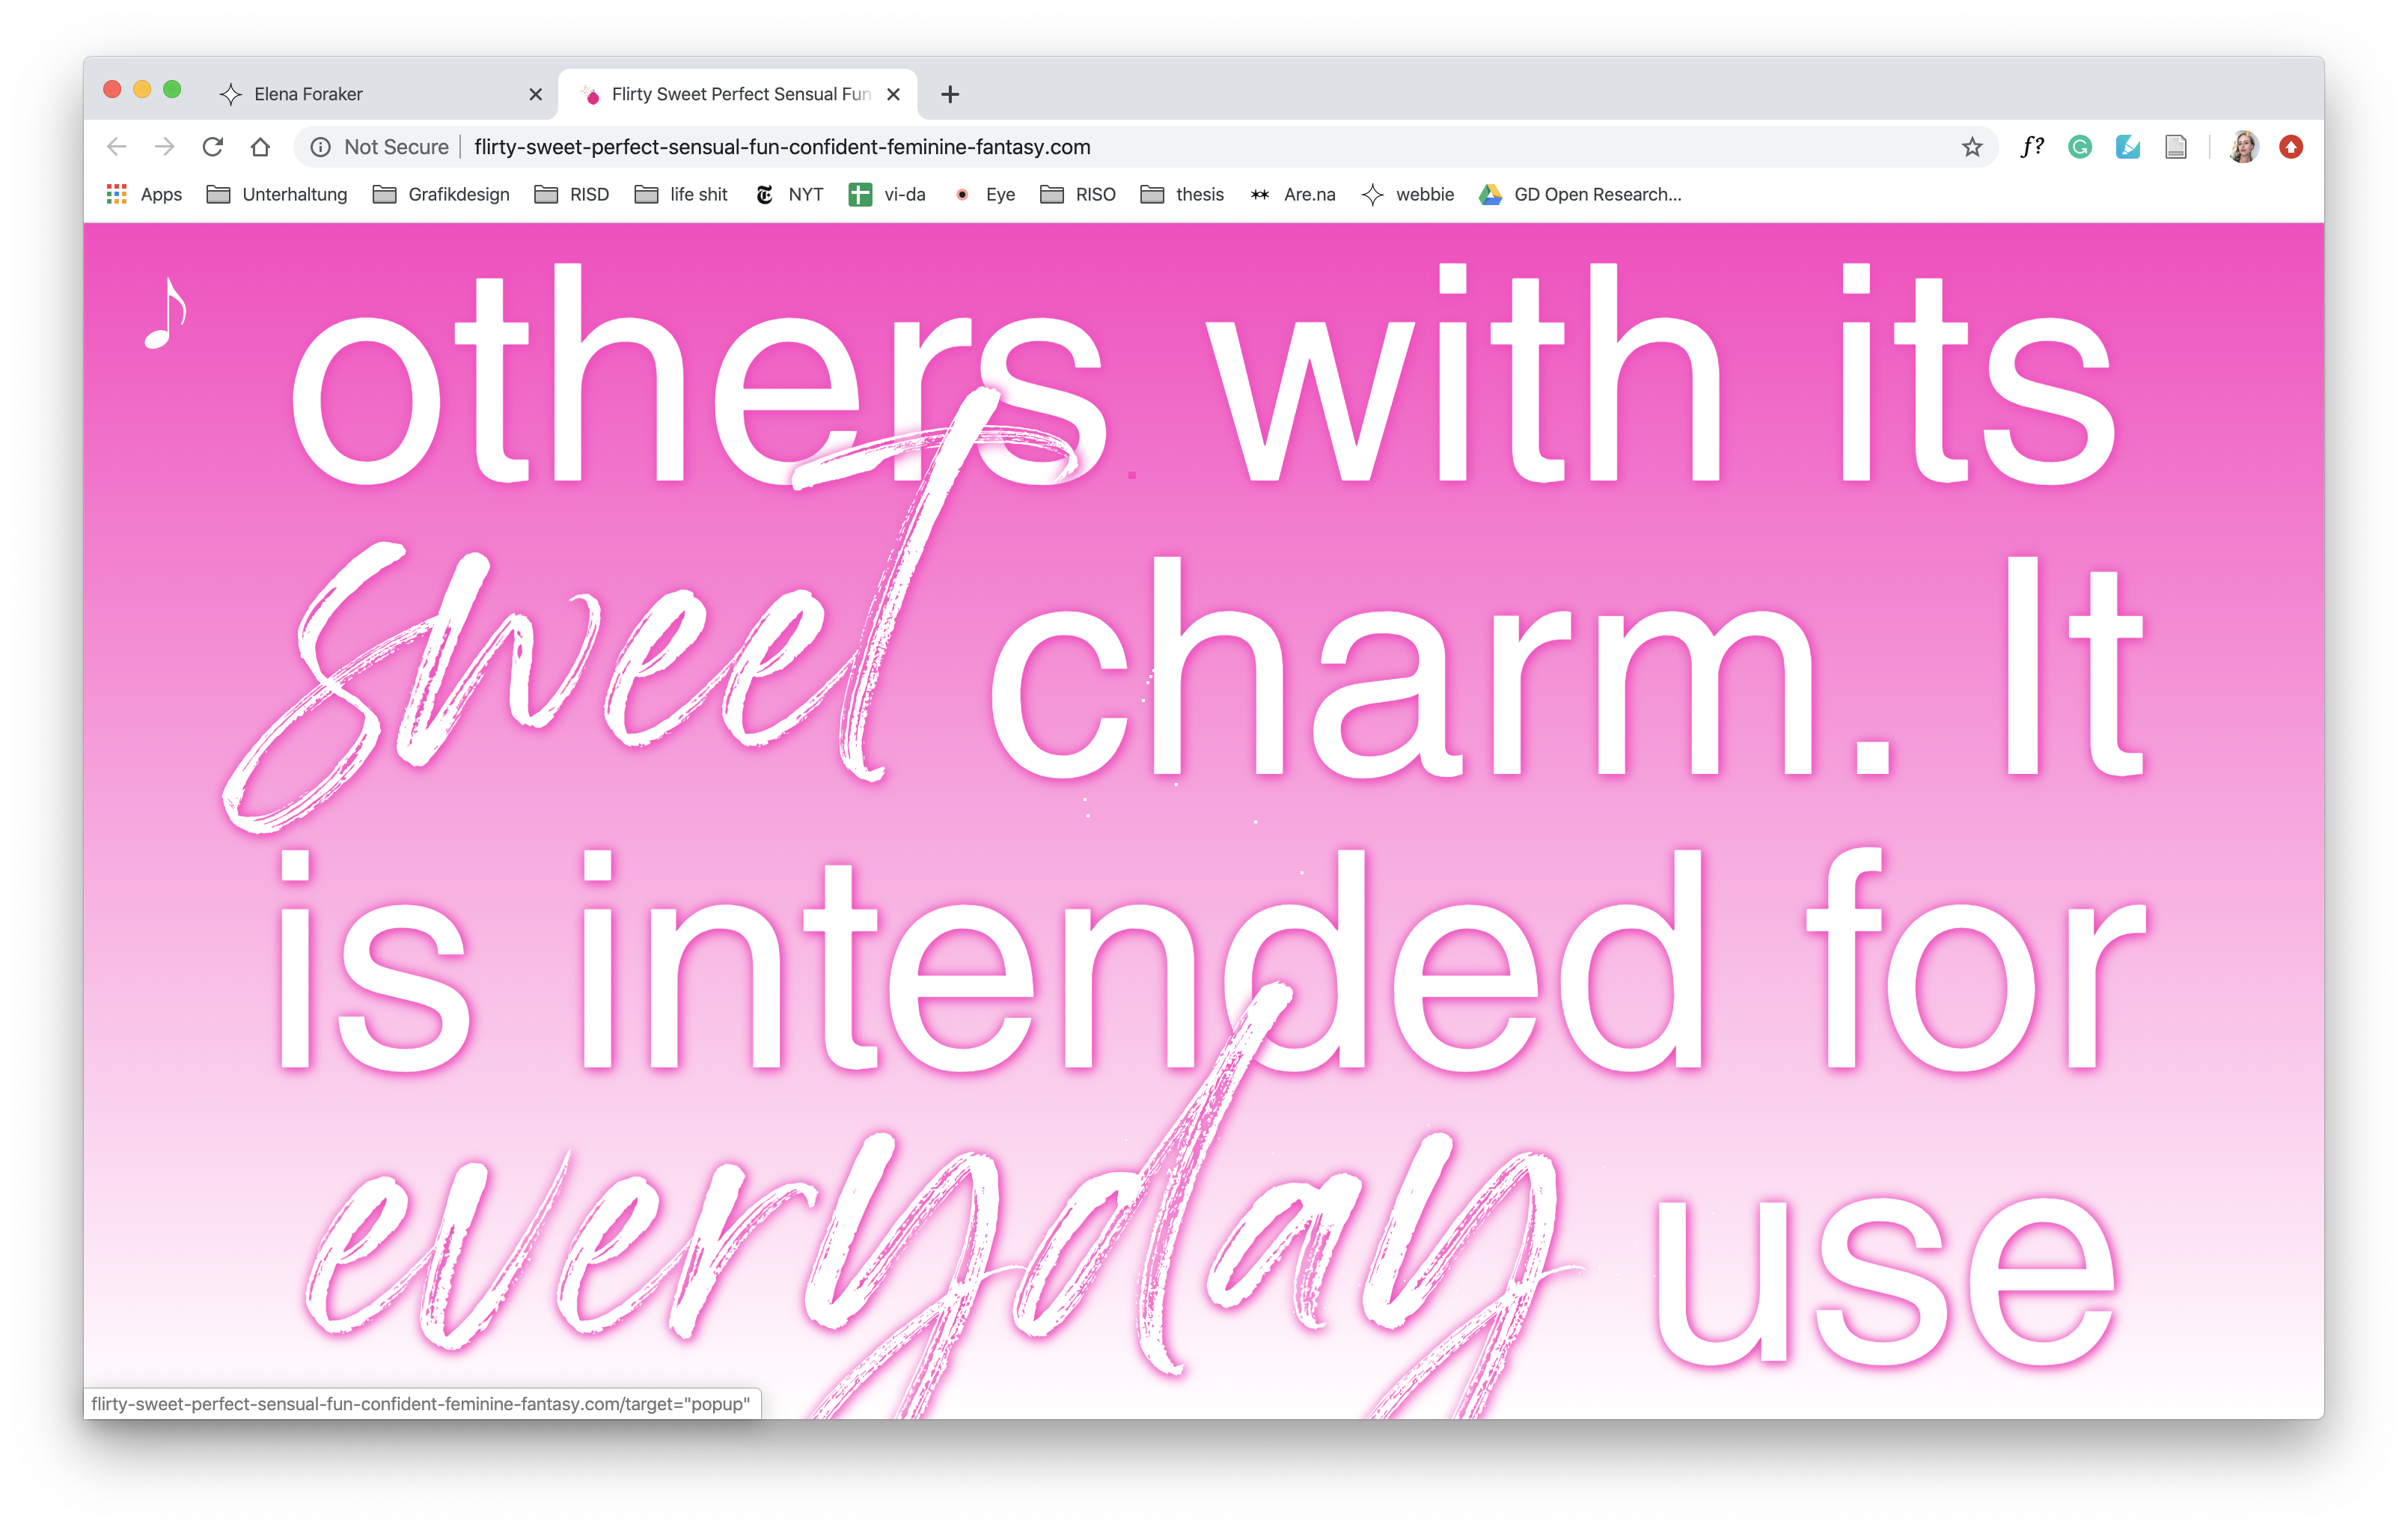 Elena Foraker
Flirty Sweet Perfect Sensual Fun
Not Secure flirty-sweet-perfect-sensual-fun-confident-feminine-fantasy.com
f?
Apps Unterhaltung Grafikdesign RISD life shit NYT vi-da Eye RISO thesis Are.na webbie GD Open Research...
others with its
sweet charm. It
is intended for
everyday use
flirty-sweet-perfect-sensual-fun-confident-feminine-fantasy.com/target="popup"